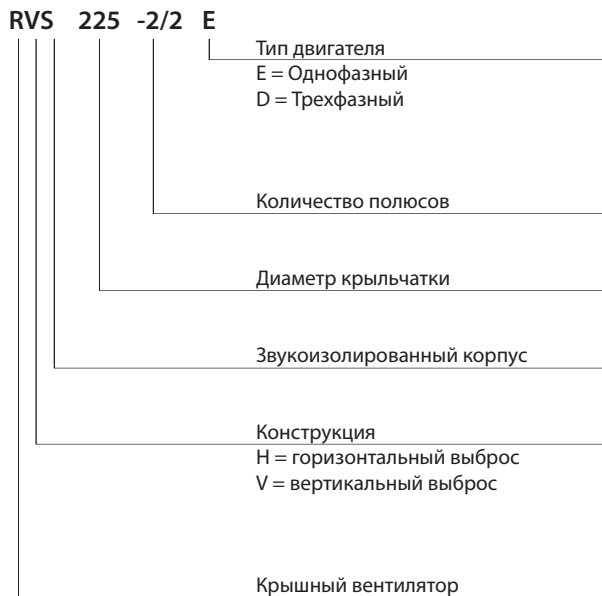 RVS 225 -2/2 E
Тип двигателя
E = Однофазный
D = Трехфазный
Количество полюсов
Диаметр крыльчатки
Звукоизолированный корпус
Конструкция
H = горизонтальный выброс
V = вертикальный выброс
Крышный вентилятор